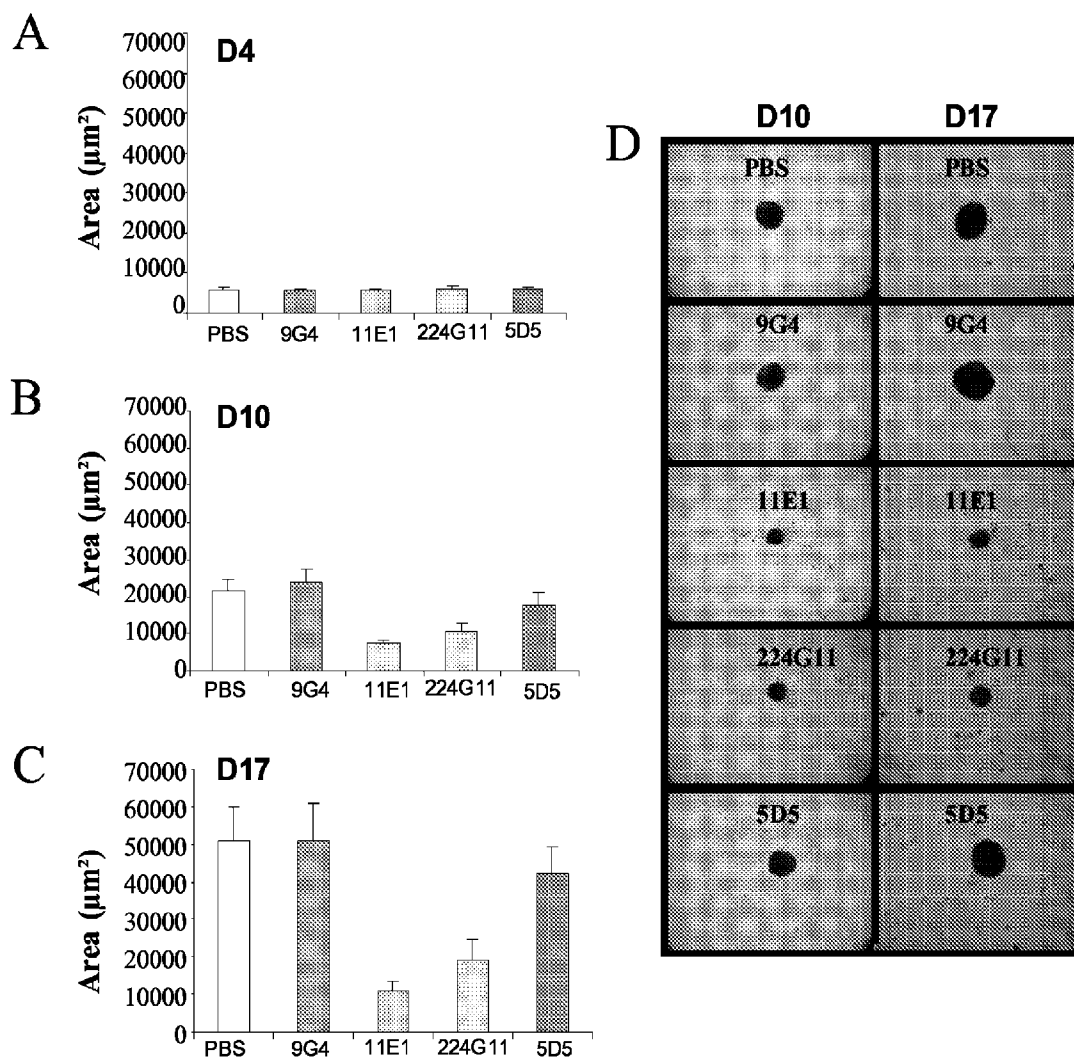 A
D4
Area (µm²)
70000
60000
50000
40000
30000
20000
10000
0
PBS 9G4 11E1 224G11 5D5
B
D10
Area (µm²)
70000
60000
50000
40000
30000
20000
10000
0
PBS 9G4 11E1 224G11 5D5
C
D17
Area (µm²)
70000
60000
50000
40000
30000
20000
10000
0
PBS 9G4 11E1 224G11 5D5
D
D10 D17
PBS PBS
9G4 9G4
11E1 11E1
224G11 224G11
5D5 5D5